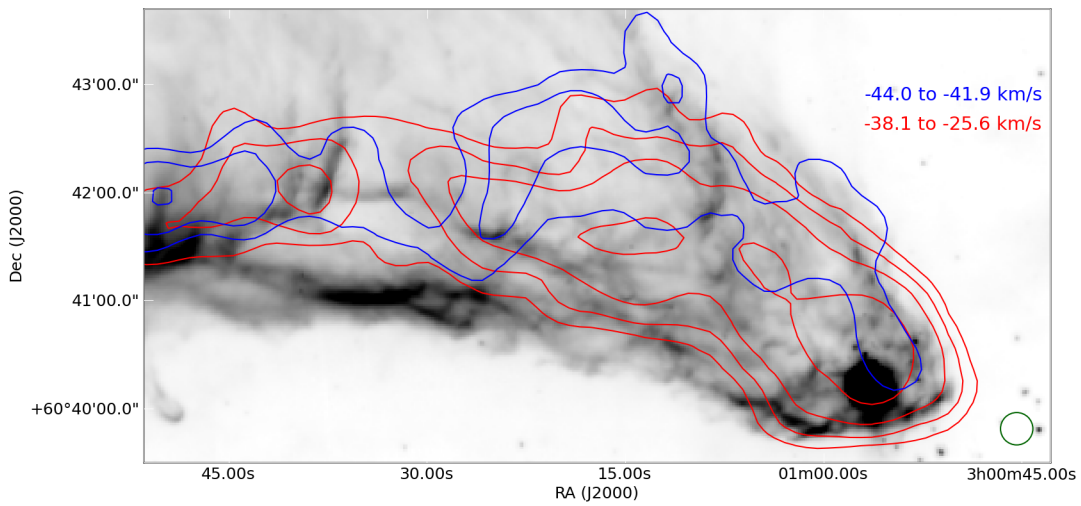 -44.0 to -41.9 km/s
-38.1 to -25.6 km/s
43'00.0"
42'00.0"
41'00.0"
+60°40'00.0"
Dec (J2000)
45.00s
30.00s
15.00s
01m00.00s
3h00m45.00s
RA (J2000)